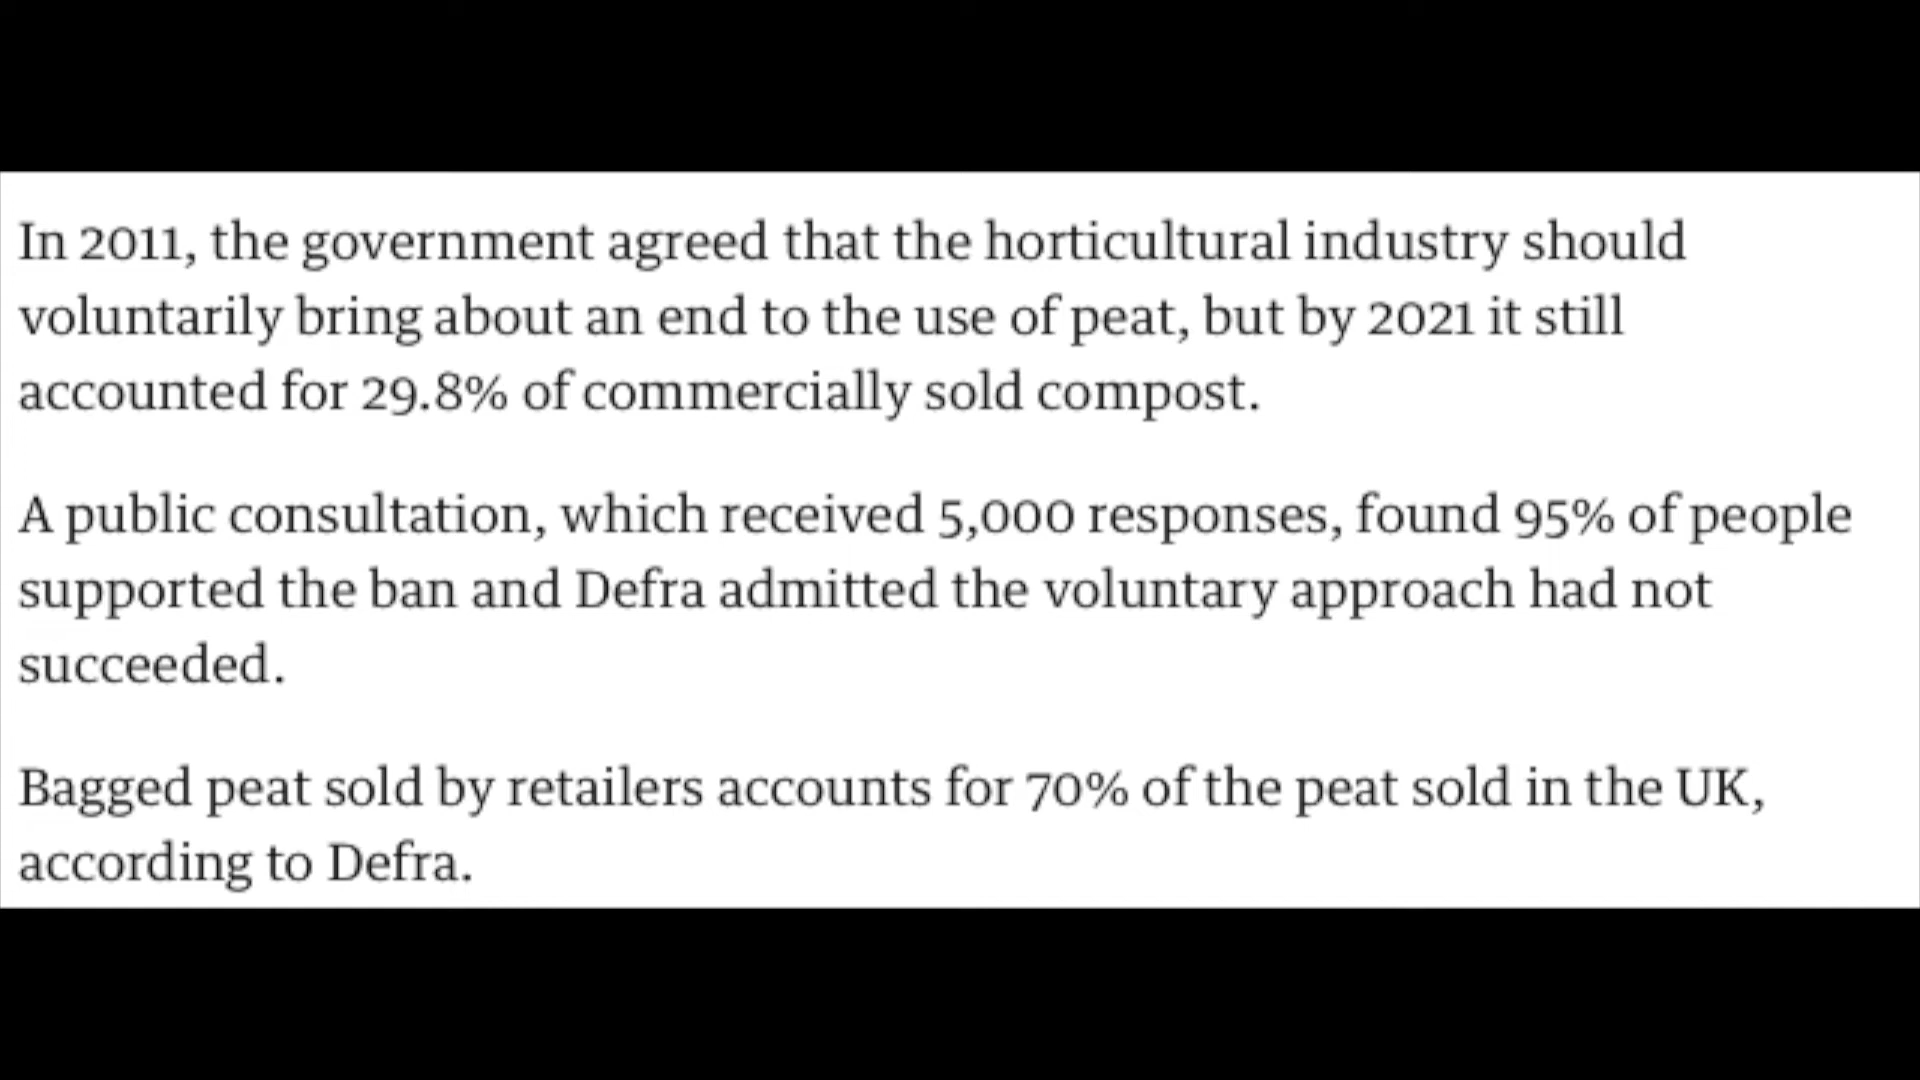 In 2011, the government agreed that the horticultural industry should
voluntarily bring about an end to the use of peat, but by 2021 it still
accounted for 29.8% of commercially sold compost.
A public consultation, which received 5,000 responses, found 95% of people
supported the ban and Defra admitted the voluntary approach had not
succeeded.
Bagged peat sold by retailers accounts for 70% of the peat sold in the UK,
according to Defra.